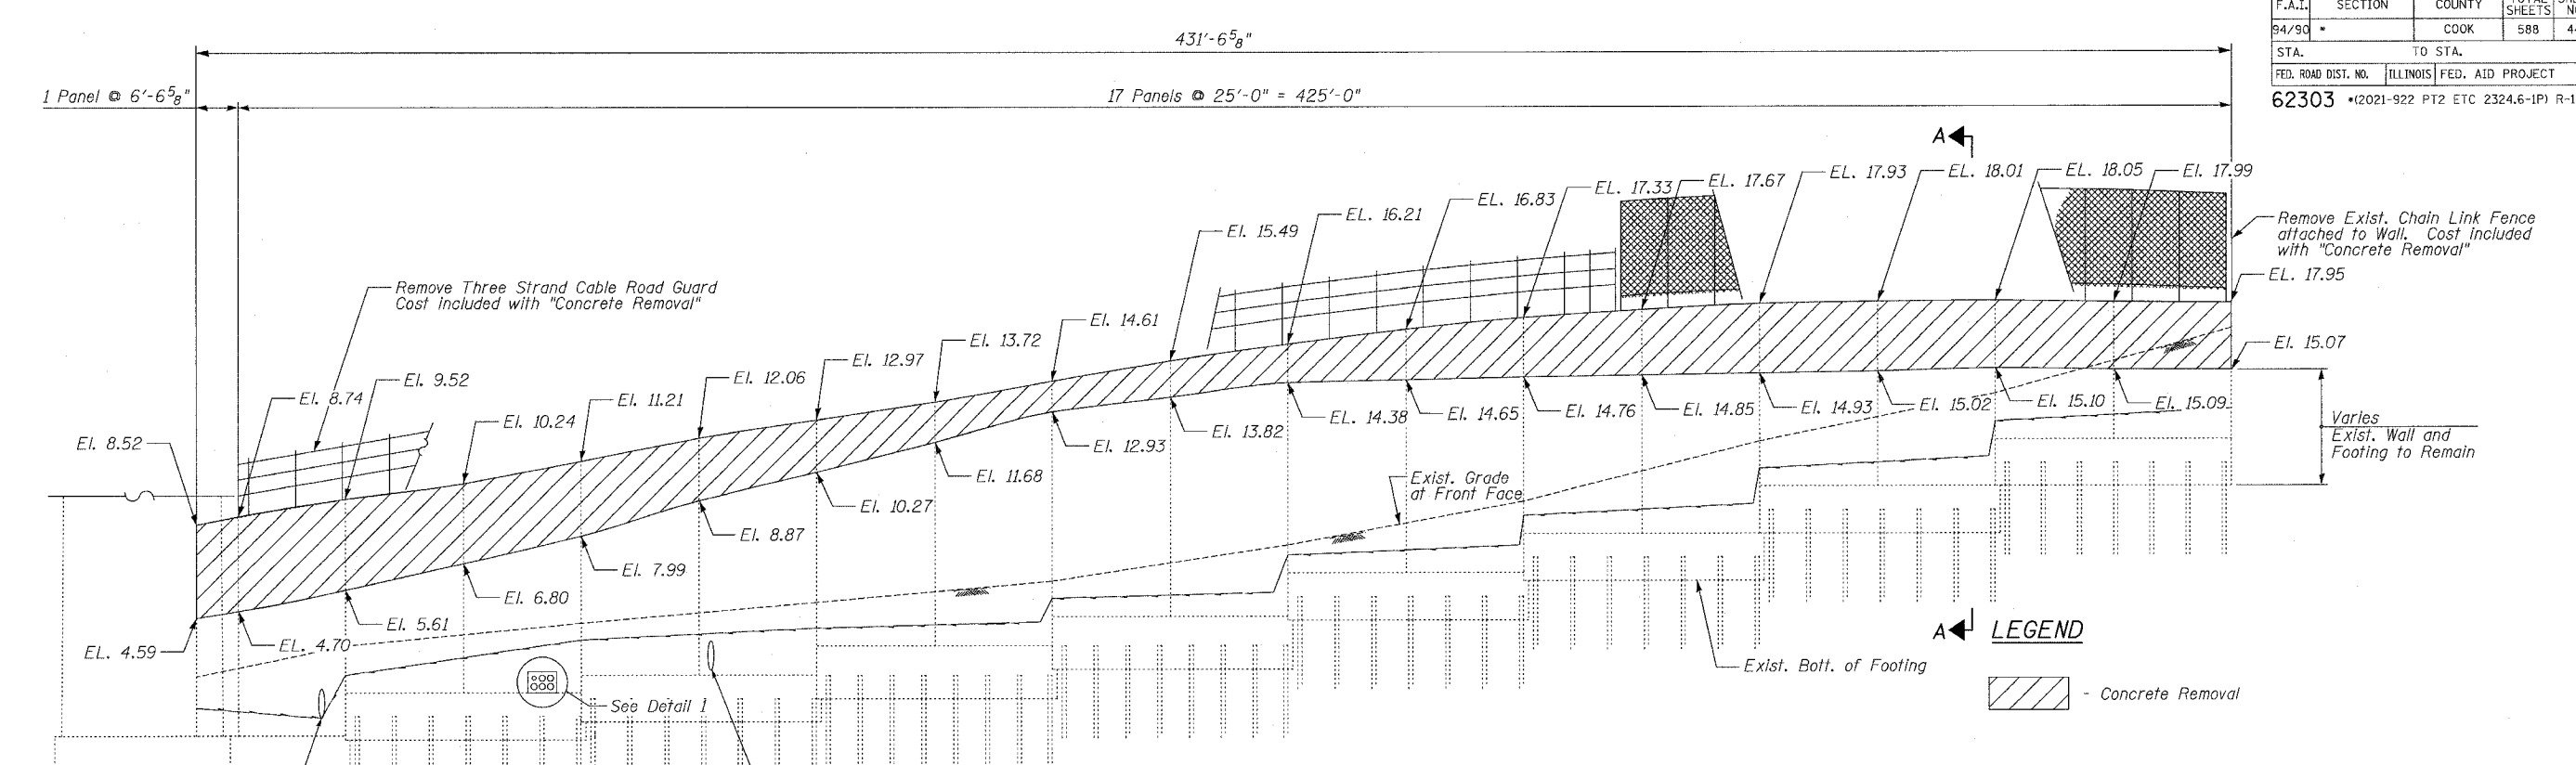 F.A.I. SECTION COUNTY TOTAL SHEETS
94/90 * COOK 588
STA. TO STA.
FED. ROAD DIST. NO. ILLINOIS FED. AID PROJECT
62303 *(2021-922 PT2 ETC 2324.6-1P) R-1
431'-6 5/8"
1 Panel @ 6'-6 5/8"
17 Panels @ 25'-0" = 425'-0"
A
EL. 17.93
EL. 18.01
EL. 18.05
El. 17.99
EL. 17.33
EL. 17.67
EL. 16.83
EL. 16.21
El. 15.49
Remove Exist. Chain Link Fence
attached to Wall. Cost included
with "Concrete Removal"
EL. 17.95
Remove Three Strand Cable Road Guard
Cost included with "Concrete Removal"
El. 14.61
El. 13.72
El. 12.97
El. 12.06
El. 11.21
El. 10.24
El. 9.52
El. 8.74
El. 8.52
El. 15.07
EL. 14.38
El. 14.65
El. 14.76
El. 14.85
El. 14.93
El. 15.02
El. 15.10
El. 15.09
El. 13.82
El. 12.93
El. 11.68
El. 10.27
El. 8.87
El. 7.99
El. 6.80
El. 5.61
EL. 4.70
EL. 4.59
Varies
Exist. Wall and
Footing to Remain
Exist. Grade
at Front Face
A
LEGEND
Exist. Bott. of Footing
- Concrete Removal
See Detail 1